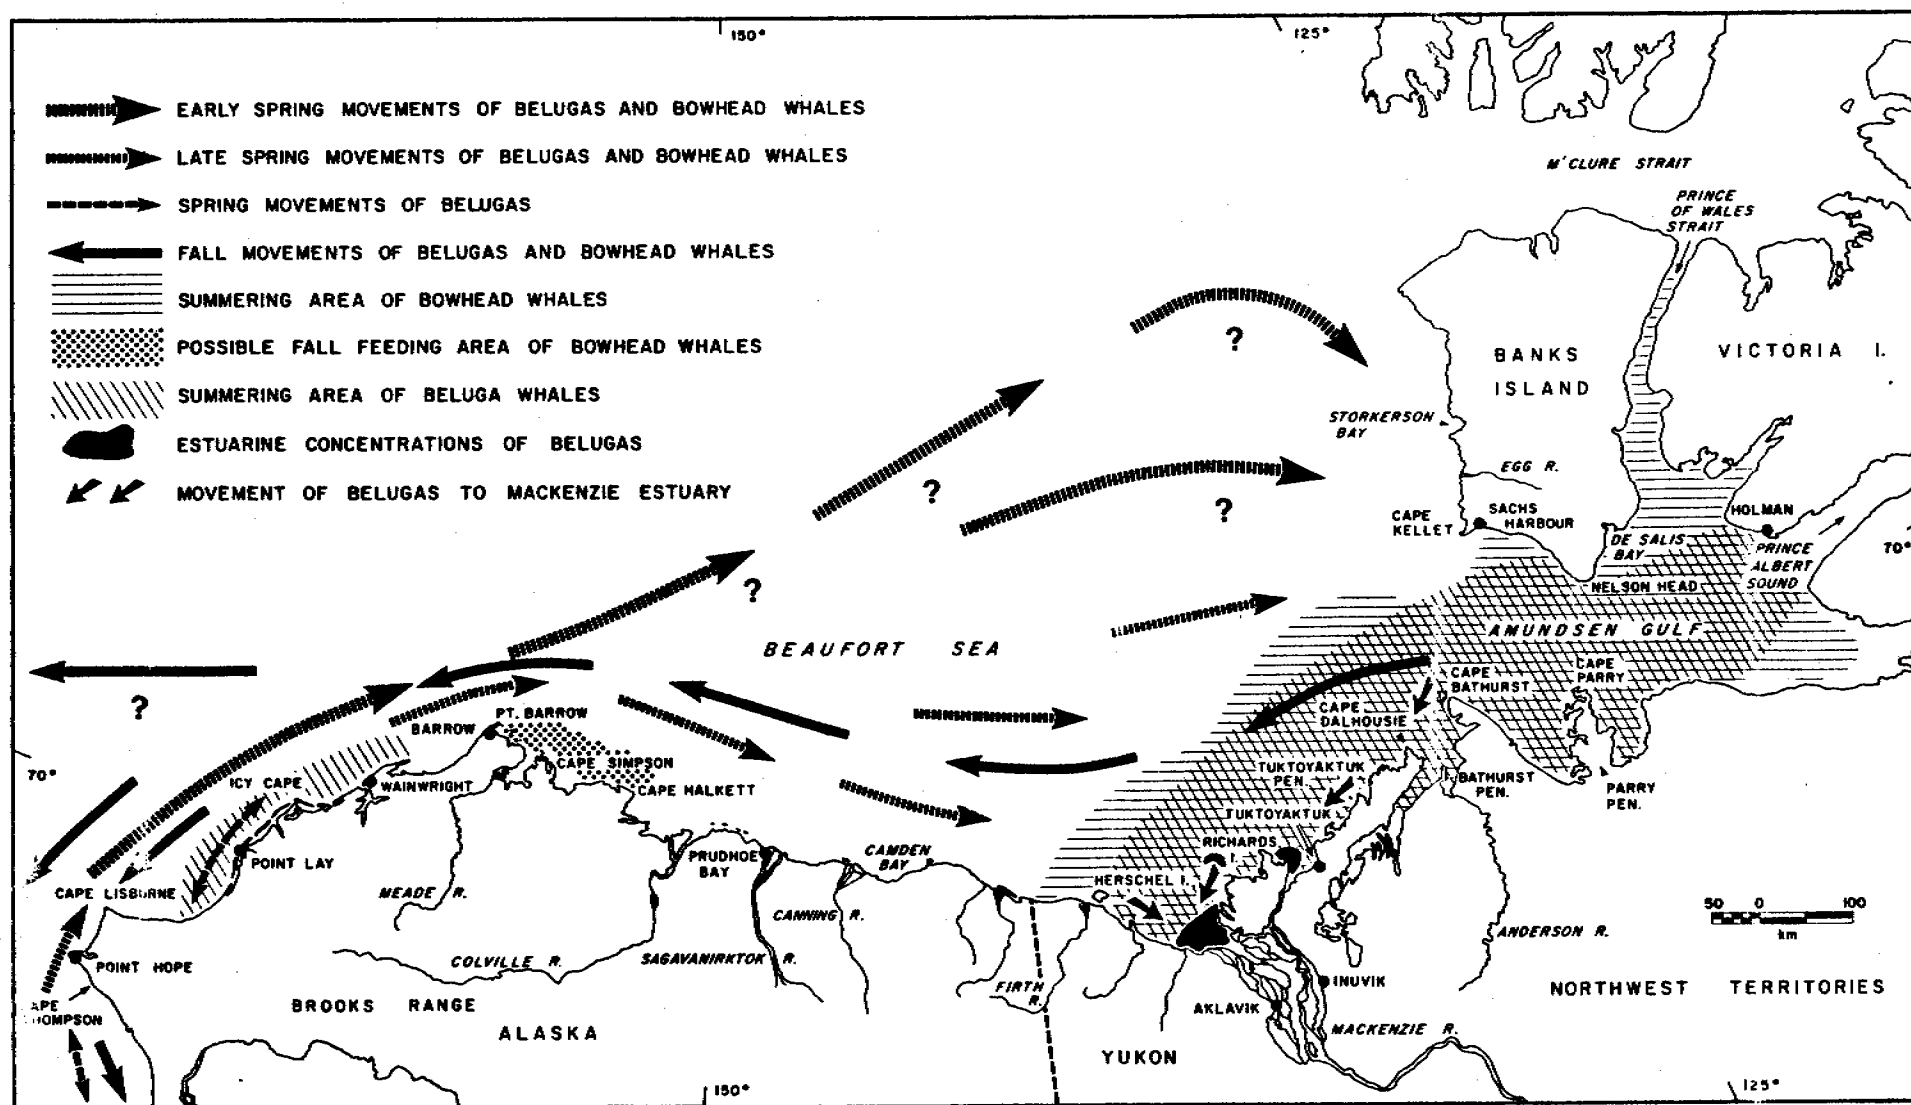 150°
125°
EARLY SPRING MOVEMENTS OF BELUGAS AND BOWHEAD WHALES
LATE SPRING MOVEMENTS OF BELUGAS AND BOWHEAD WHALES
SPRING MOVEMENTS OF BELUGAS
FALL MOVEMENTS OF BELUGAS AND BOWHEAD WHALES
SUMMERING AREA OF BOWHEAD WHALES
POSSIBLE FALL FEEDING AREA OF BOWHEAD WHALES
SUMMERING AREA OF BELUGA WHALES
ESTUARINE CONCENTRATIONS OF BELUGAS
MOVEMENT OF BELUGAS TO MACKENZIE ESTUARY
M'CLURE STRAIT
PRINCE
OF WALES
STRAIT
?
BANKS
ISLAND
VICTORIA I.
STORKERSON
BAY
EGG R.
?
?
CAPE
KELLET
SACHS
HARBOUR
HOLMAN
DE SALIS
BAY
PRINCE
ALBERT
SOUND
70°
NELSON HEAD
?
BEAUFORT SEA
AMUNDSEN GULF
CAPE
BATHURST
CAPE
PARRY
?
CAPE
DALHOUSIE
PT. BARROW
BARROW
CAPE SIMPSON
70°
ICY CAPE
WAINWRIGHT
CAPE HALKETT
TUKTOYAKTUK
PEN.
BATHURST
PEN.
PARRY
PEN.
TUKTOYAKTUK
POINT LAY
PRUDHOE
BAY
CAMDEN
BAY
RICHARDS
I.
CAPE LISBURNE
MEADE R.
HERSCHEL I.
CANNING R.
50 0 100
km
ANDERSON R.
POINT HOPE
COLVILLE R.
SAGAVANIRKTOK R.
FIRTH
R.
INUVIK
NORTHWEST TERRITORIES
APE
HOMPSON
BROOKS RANGE
ALASKA
AKLAVIK
MACKENZIE R.
YUKON
150°
125°